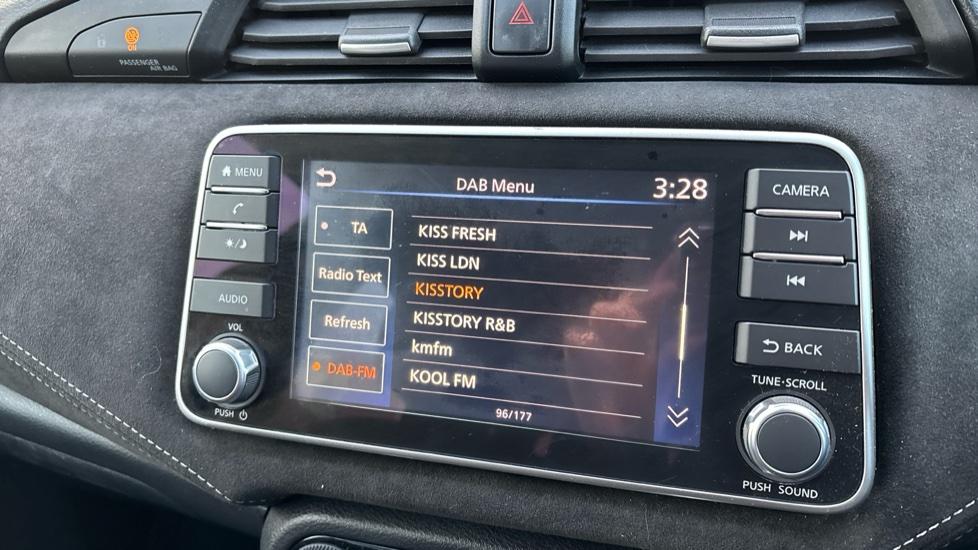 ON
PASSENGER
AIR BAG
MENU
AUDIO
VOL
PUSH
DAB Menu
3:28
TA
Radio Text
Refresh
DAB-FM
KISS FRESH
KISS LDN
KISSTORY
KISSTORY R&B
kmfm
KOOL FM
96/177
CAMERA
BACK
TUNE·SCROLL
PUSH SOUND